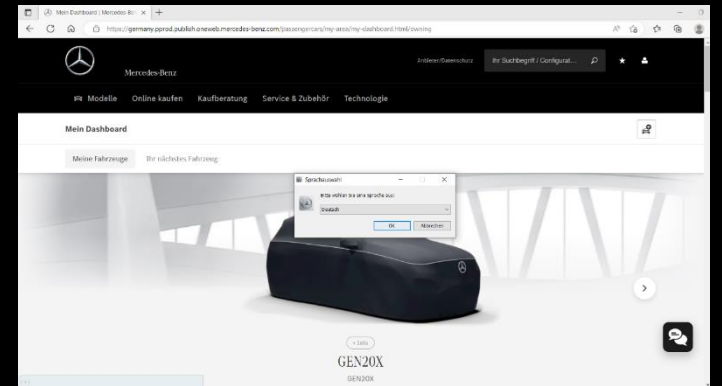 Mein Dashboard | Mercedes-Ben
https://germany.pprod.publish.oneweb.mercedes-benz.com/passengercars/my-area/my-dashboard.html/owning
Anbieter/Datenschutz
Ihr Suchbegriff / Configurat...
Mercedes-Benz
Modelle Online kaufen Kaufberatung Service & Zubehör Technologie
Mein Dashboard
Meine Fahrzeuge Ihr nächstes Fahrzeug
Sprachauswahl
Bitte wählen Sie eine Sprache aus:
Deutsch
OK Abbrechen
GEN20X
GEN20X